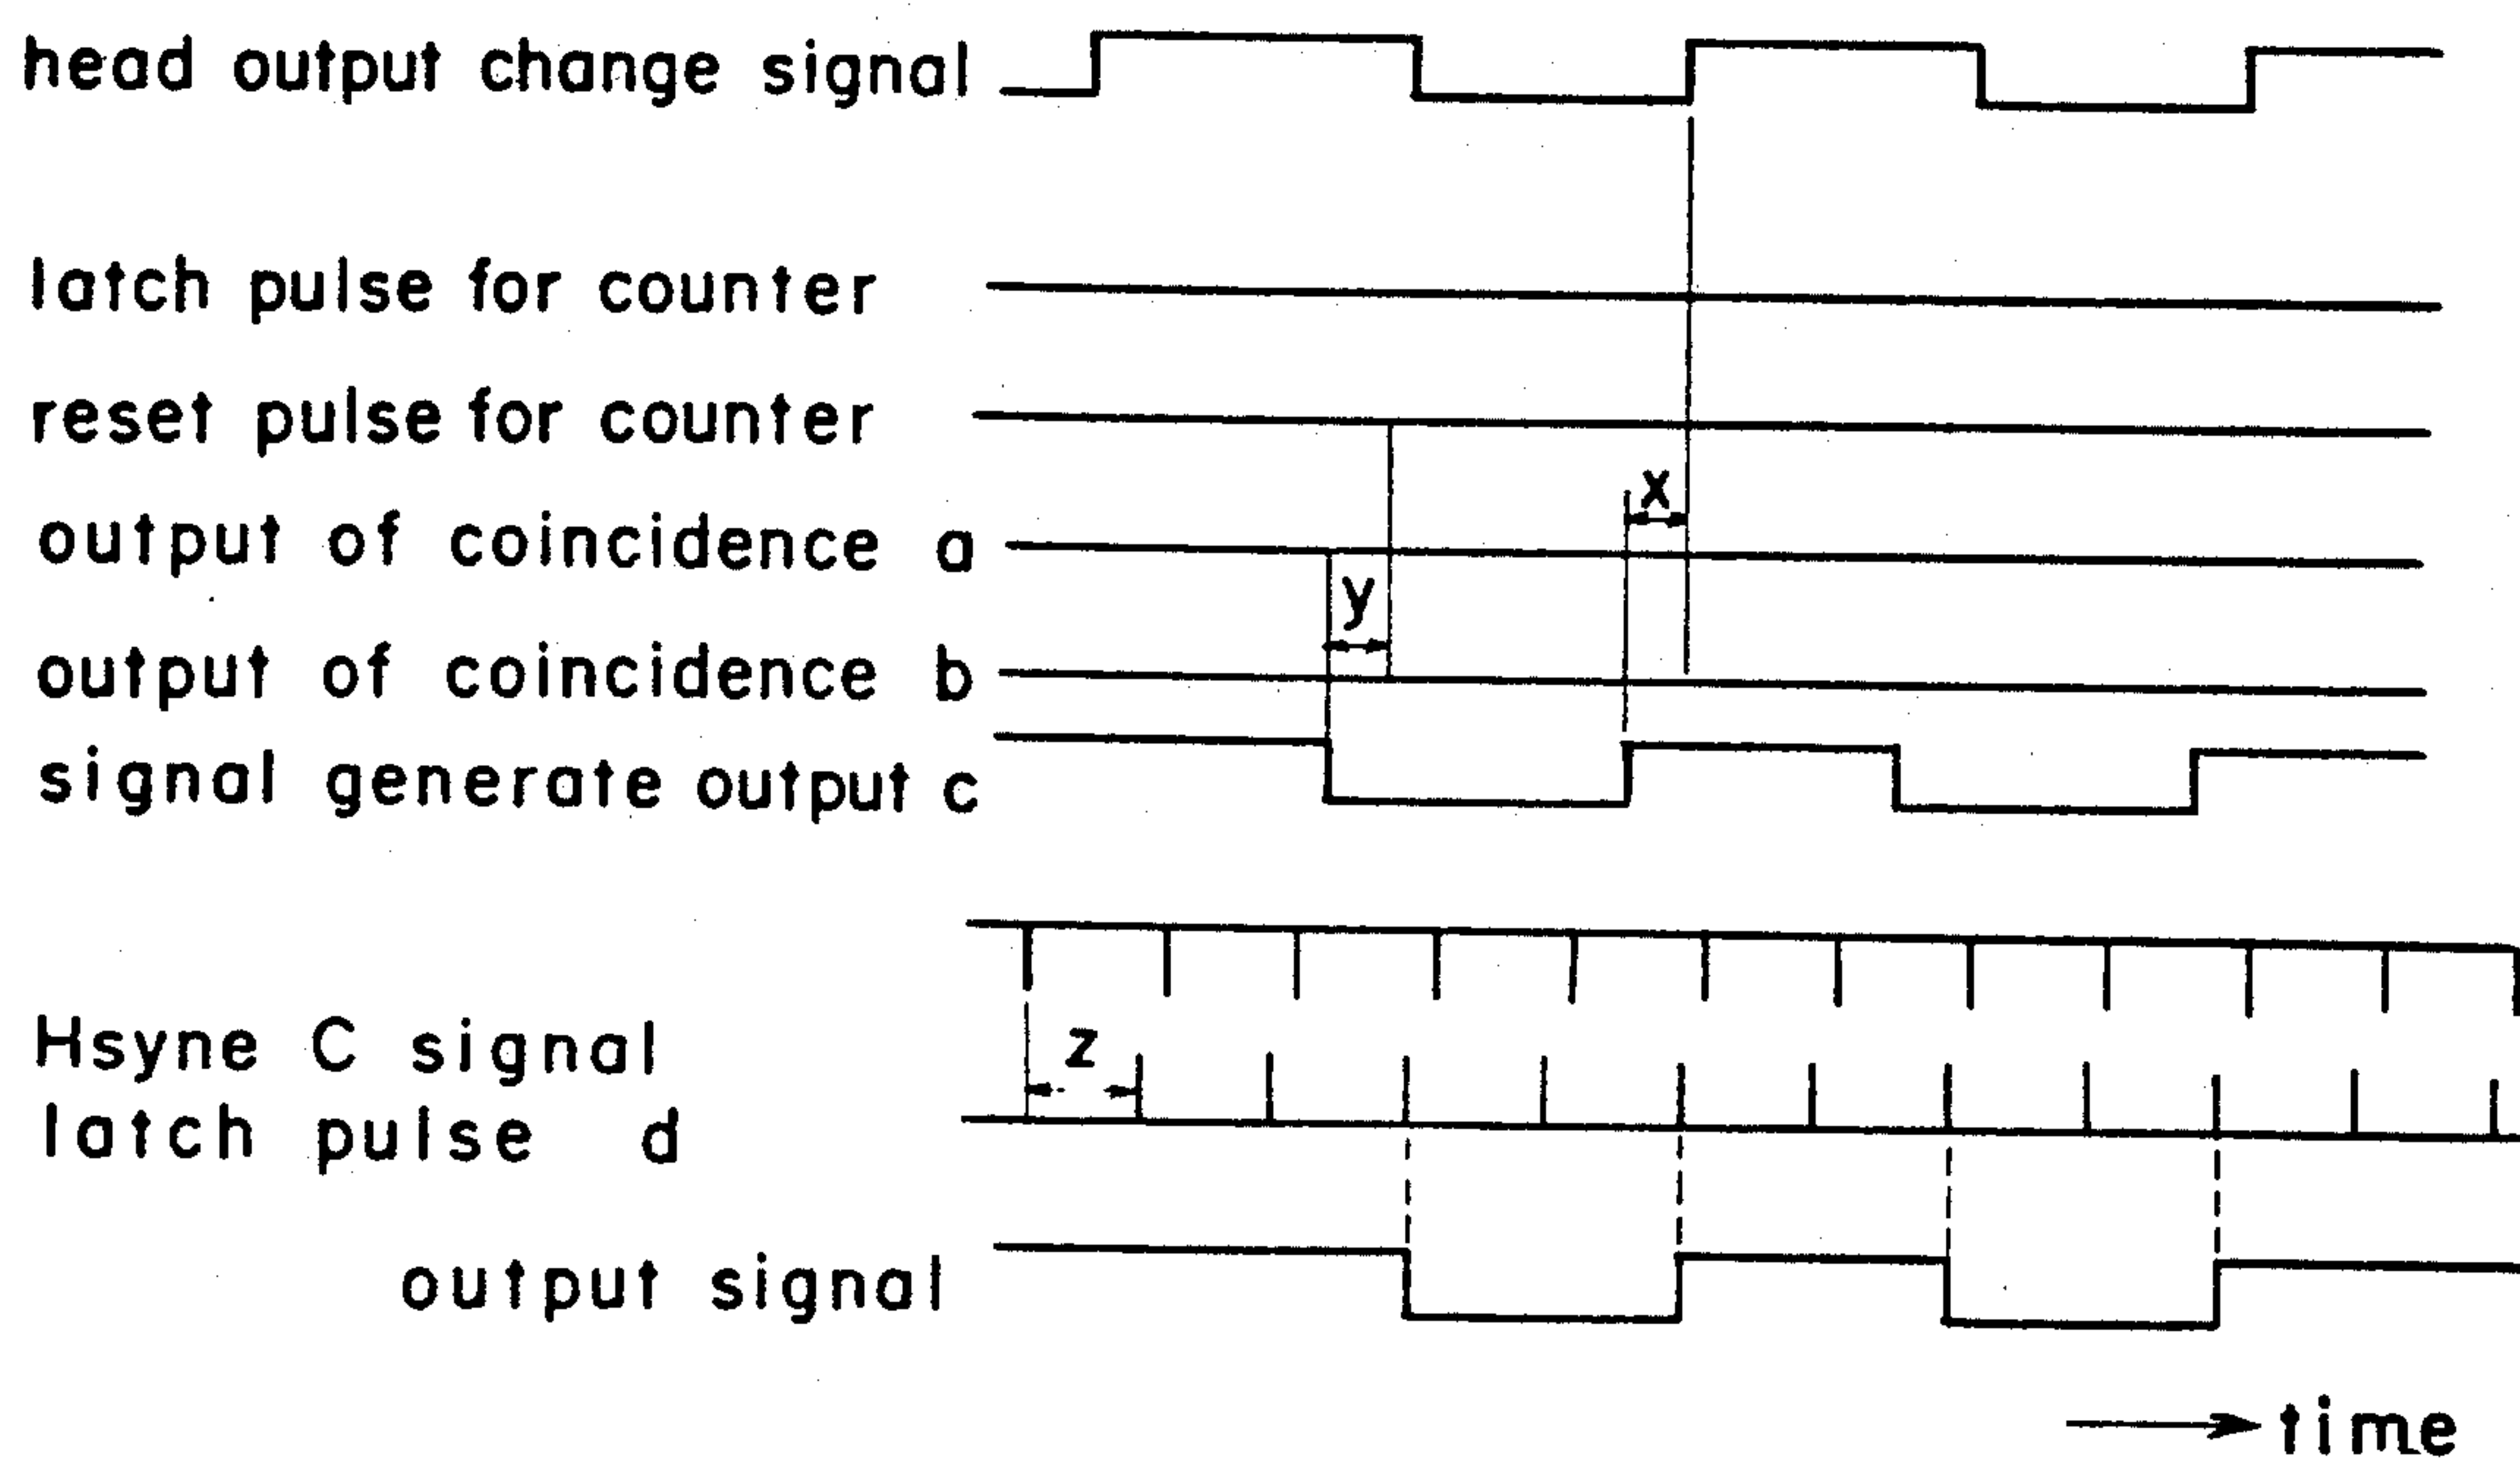 head output change signal
latch pulse for counter
reset pulse for counter
x
output of coincidence a
y
output of coincidence b
signal generate output c
Hsyne C signal
z
latch pulse d
output signal
time